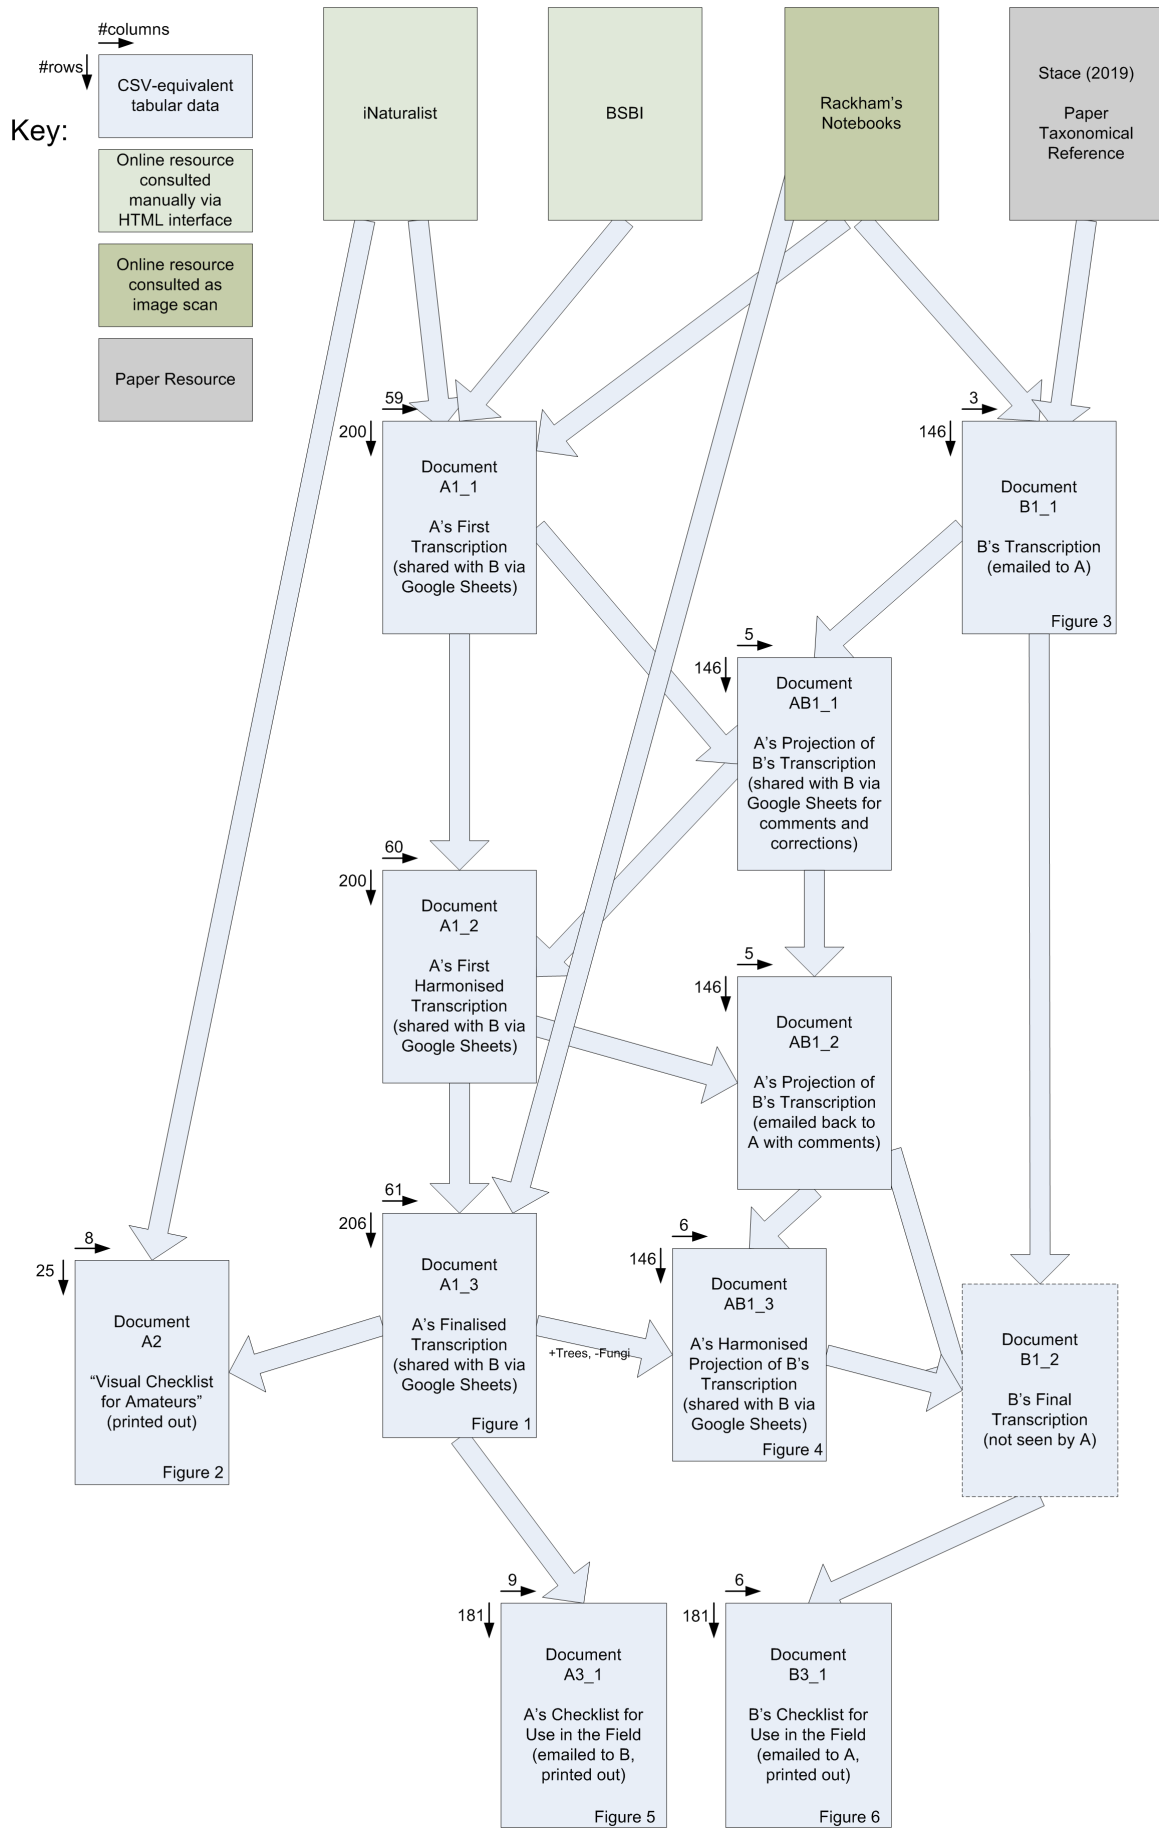 #columns
#rows
Key:
CSV-equivalent
tabular data
Online resource
consulted
manually via
HTML interface
Online resource
consulted as
image scan
Paper Resource
iNaturalist
BSBI
Rackham's
Notebooks
Stace (2019)
Paper
Taxonomical
Reference
59
200
Document
A1_1
A's First
Transcription
(shared with B via
Google Sheets)
3
146
Document
B1_1
B's Transcription
(emailed to A)
Figure 3
5
146
Document
AB1_1
A's Projection of
B's Transcription
(shared with B via
Google Sheets for
comments and
corrections)
60
200
Document
A1_2
A's First
Harmonised
Transcription
(shared with B via
Google Sheets)
5
146
Document
AB1_2
A's Projection of
B's Transcription
(emailed back to
A with comments)
61
206
Document
A1_3
A's Finalised
Transcription
(shared with B via
Google Sheets)
Figure 1
8
25
Document
A2
“Visual Checklist
for Amateurs”
(printed out)
Figure 2
+Trees, -Fungi
6
146
Document
AB1_3
A's Harmonised
Projection of B's
Transcription
(shared with B via
Google Sheets)
Figure 4
Document
B1_2
B's Final
Transcription
(not seen by A)
9
181
Document
A3_1
A's Checklist for
Use in the Field
(emailed to B,
printed out)
Figure 5
6
181
Document
B3_1
B's Checklist for
Use in the Field
(emailed to A,
printed out)
Figure 6